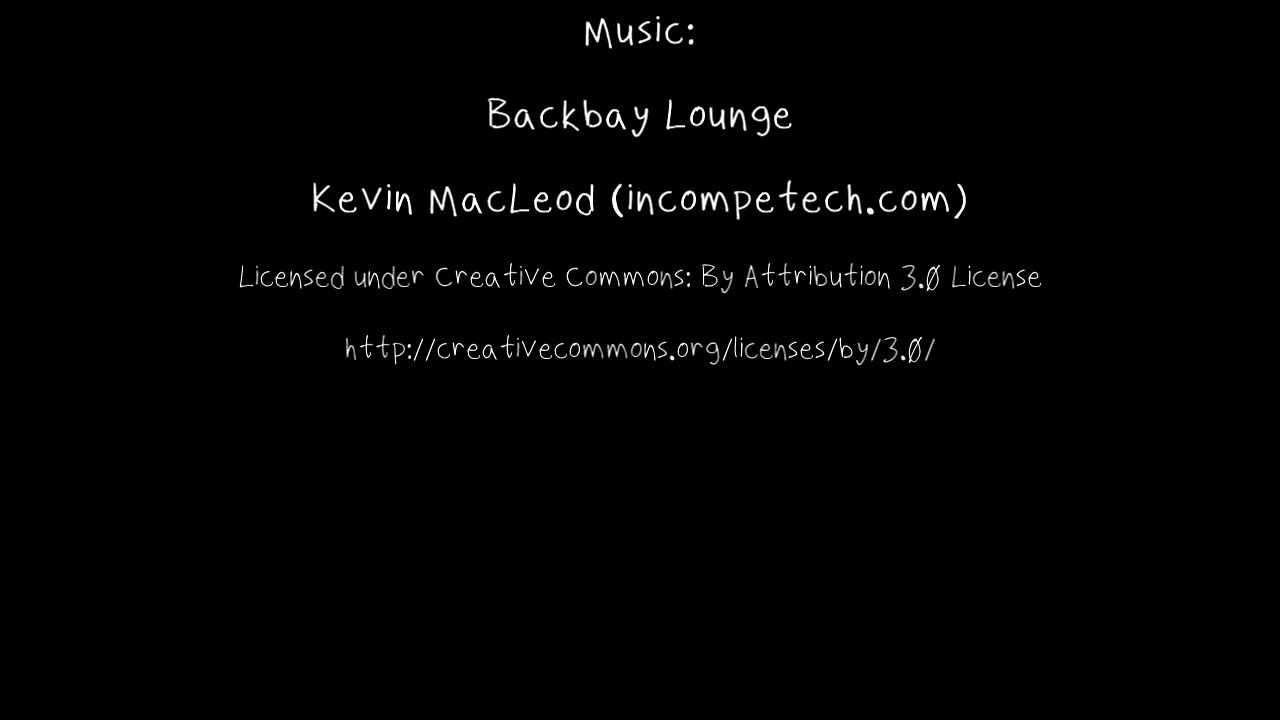 Music:
Backbay Lounge
Kevin MacLeod (incompetech.com)
Licensed under Creative Commons: By Attribution 3.0 License
http://creativecommons.org/licenses/by/3.0/